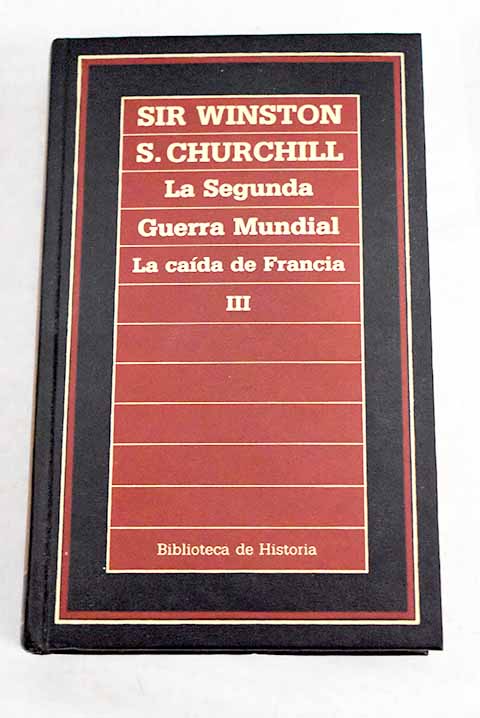 SIR WINSTON
S. CHURCHILL
La Segunda
Guerra Mundial
La caída de Francia
III
Biblioteca de Historia